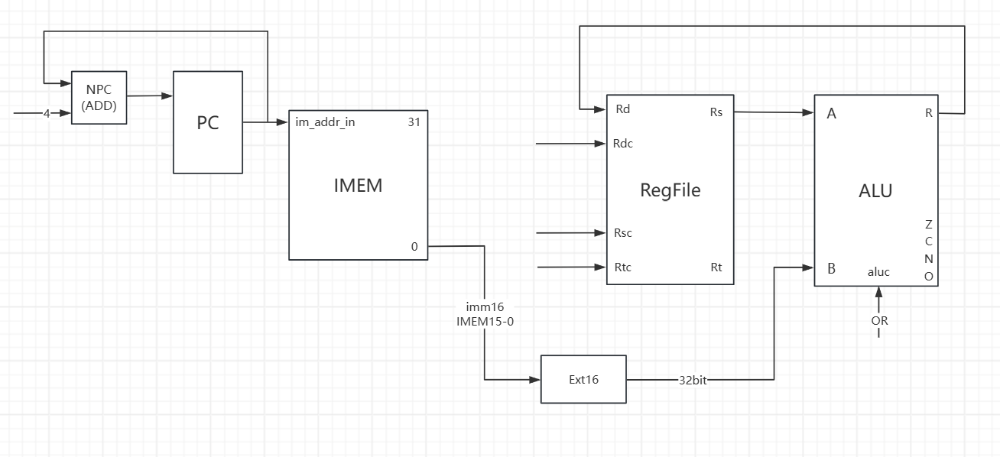 NPC
(ADD)
4
PC
im_addr_in
31
IMEM
0
imm16
IMEM15-0
Ext16
32bit
Rd
Rs
Rdc
RegFile
Rsc
Rtc
Rt
A
R
ALU
Z
C
N
O
B
aluc
OR